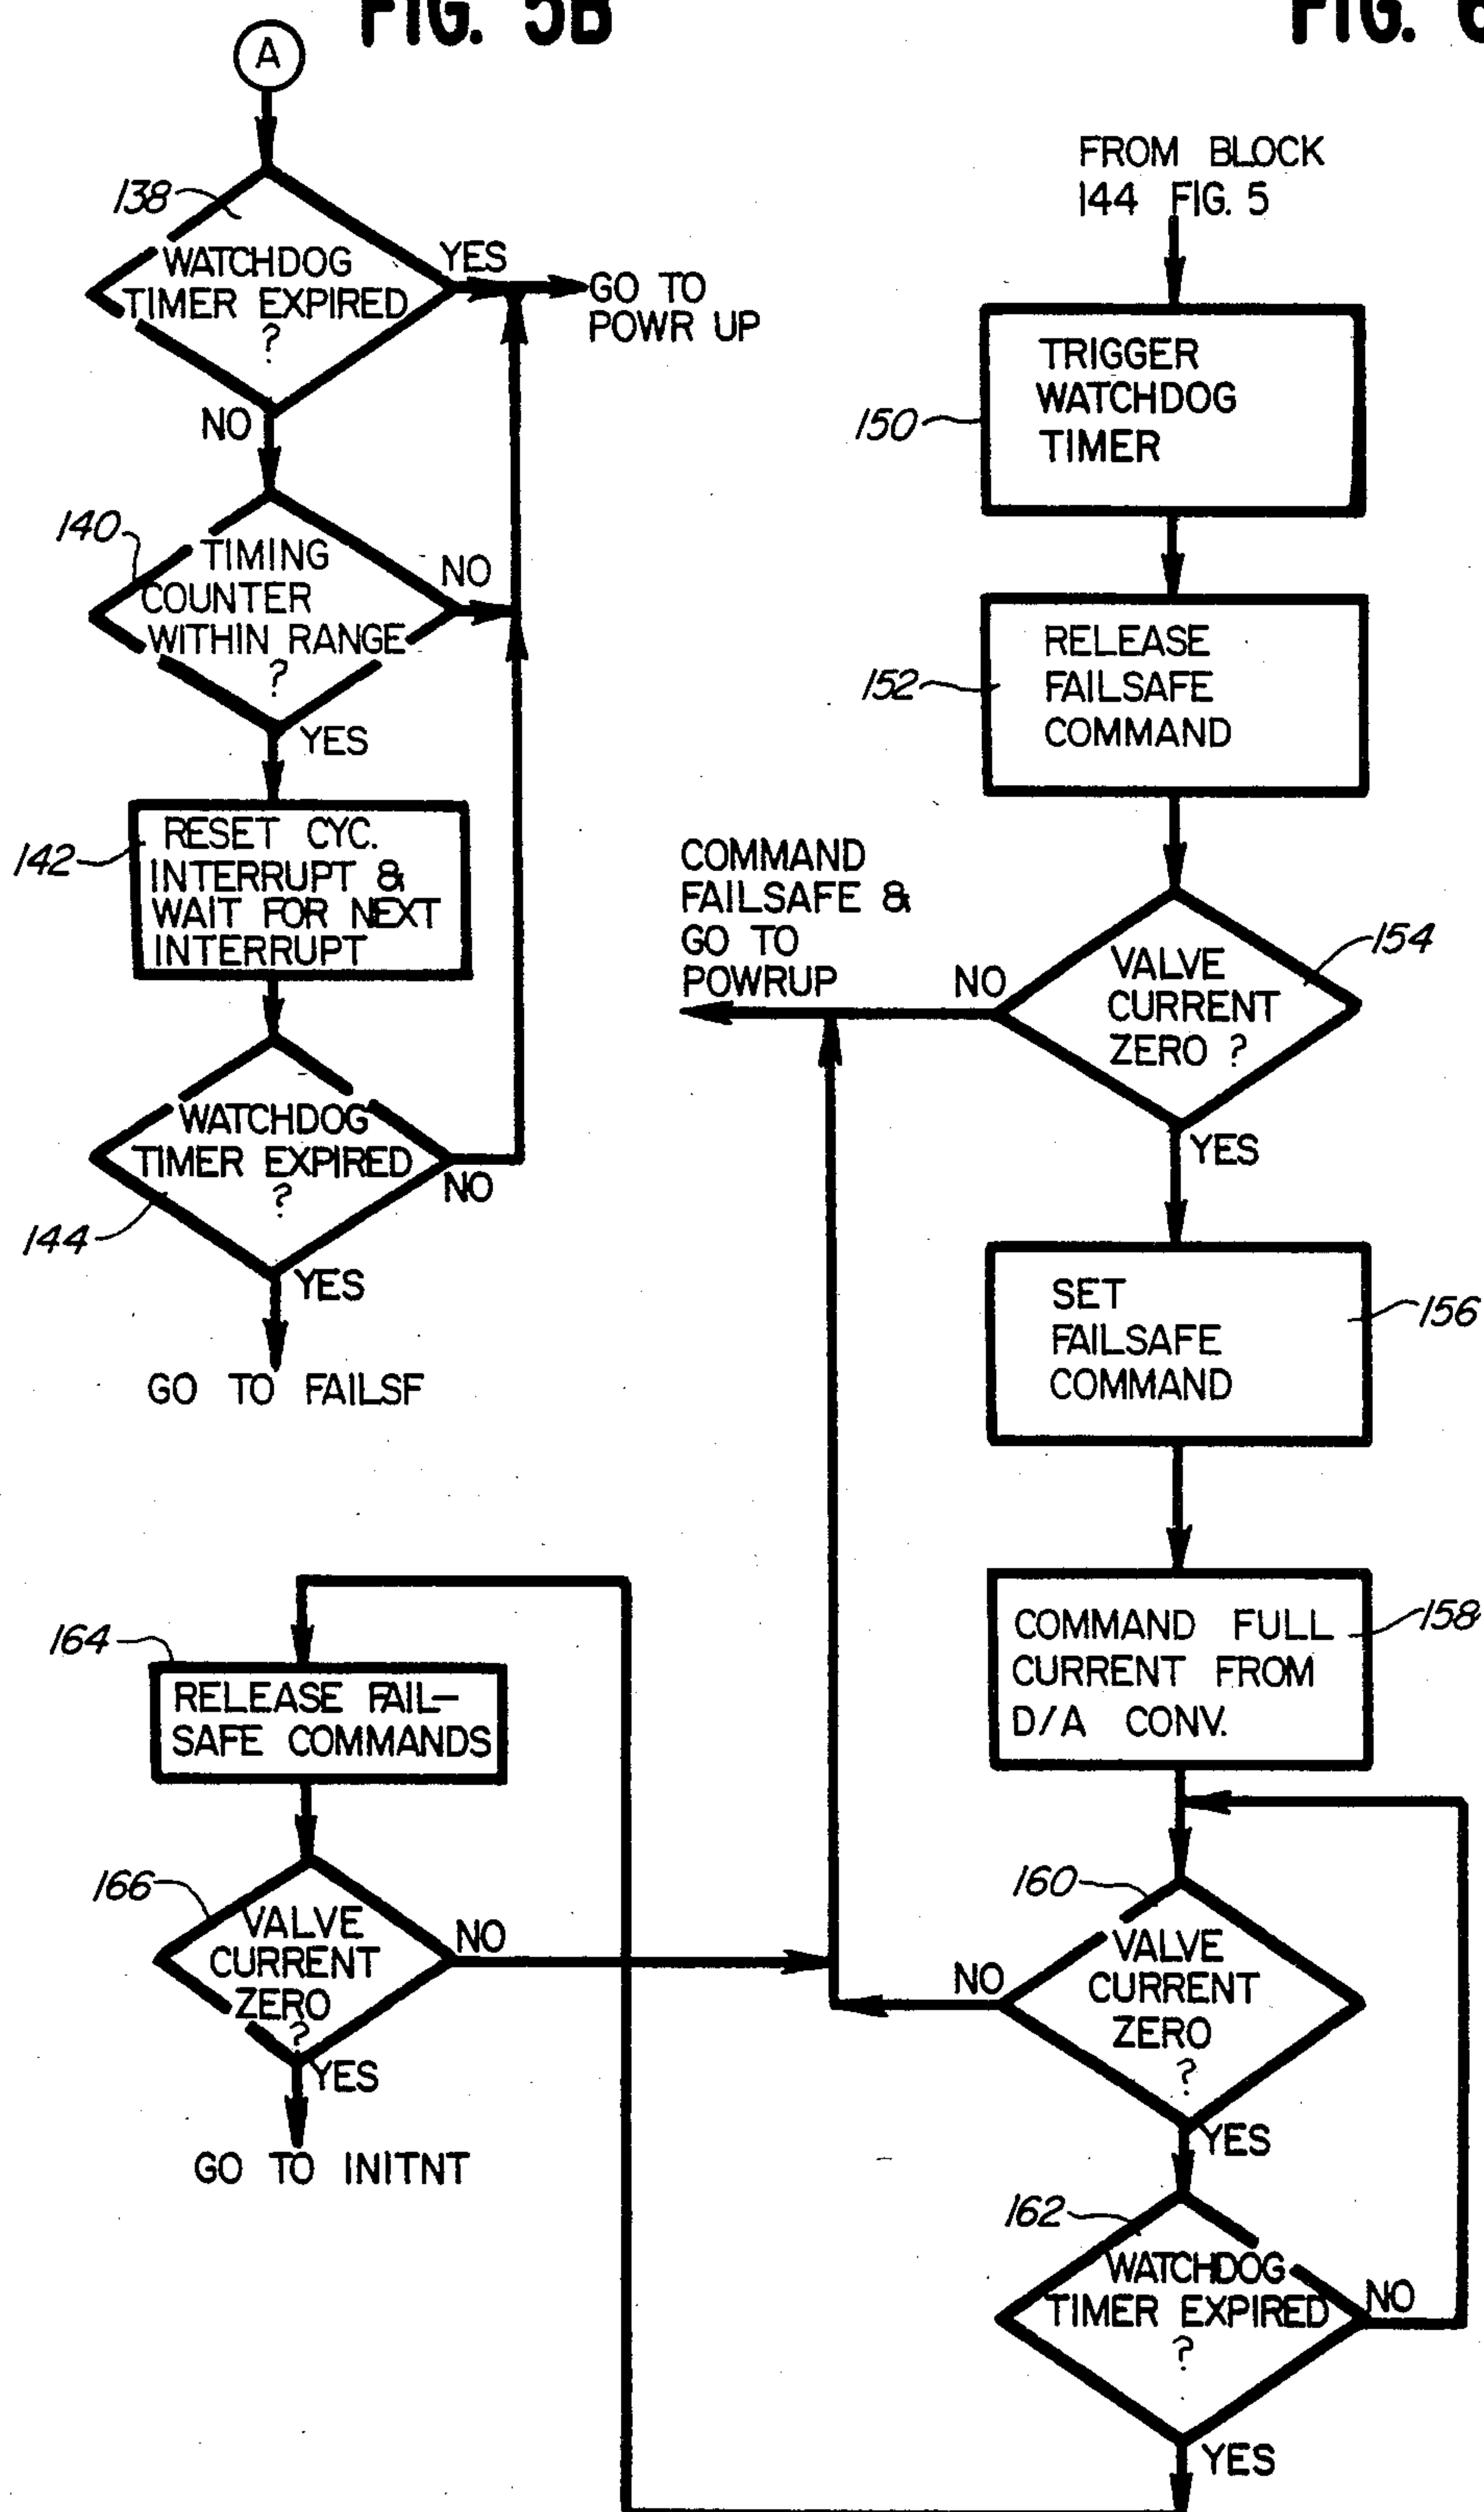 FIG. 5B
A
138
WATCHDOG
TIMER EXPIRED
?
YES
GO TO
POWR UP
NO
140
TIMING
COUNTER
WITHIN RANGE
?
NO
YES
142
RESET CYC.
INTERRUPT &
WAIT FOR NEXT
INTERRUPT
WATCHDOG
TIMER EXPIRED
?
NO
144
YES
GO TO FAILSF
FIG. 6
FROM BLOCK
144 FIG. 5
150
TRIGGER
WATCHDOG
TIMER
152
RELEASE
FAILSAFE
COMMAND
COMMAND
FAILSAFE &
GO TO
POWRUP
NO
154
VALVE
CURRENT
ZERO ?
YES
156
SET
FAILSAFE
COMMAND
158
COMMAND FULL
CURRENT FROM
D/A CONV.
160
VALVE
CURRENT
ZERO
?
NO
YES
162
WATCHDOG
TIMER EXPIRED
?
NO
YES
164
RELEASE FAIL-
SAFE COMMANDS
166
VALVE
CURRENT
ZERO
?
NO
YES
GO TO INITNT